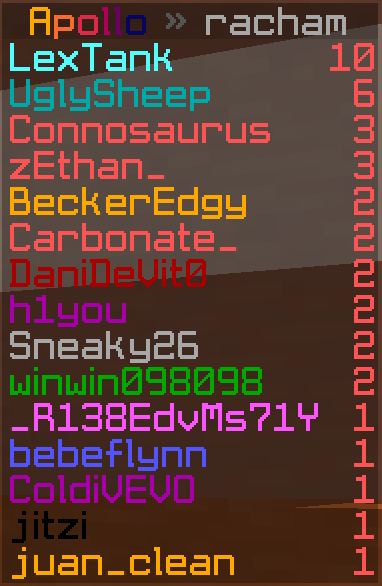 Apollo » racham
LexTank 10
UglySheep 6
Connosaurus 3
zEthan_ 3
BeckerEdgy 2
Carbonate_ 2
DaniDeVit0 2
h1you 2
Sneaky26 2
winwin098098 2
_R138EdvMs71Y 1
bebeflynn 1
ColdiVEVO 1
jitzi 1
juan_clean 1